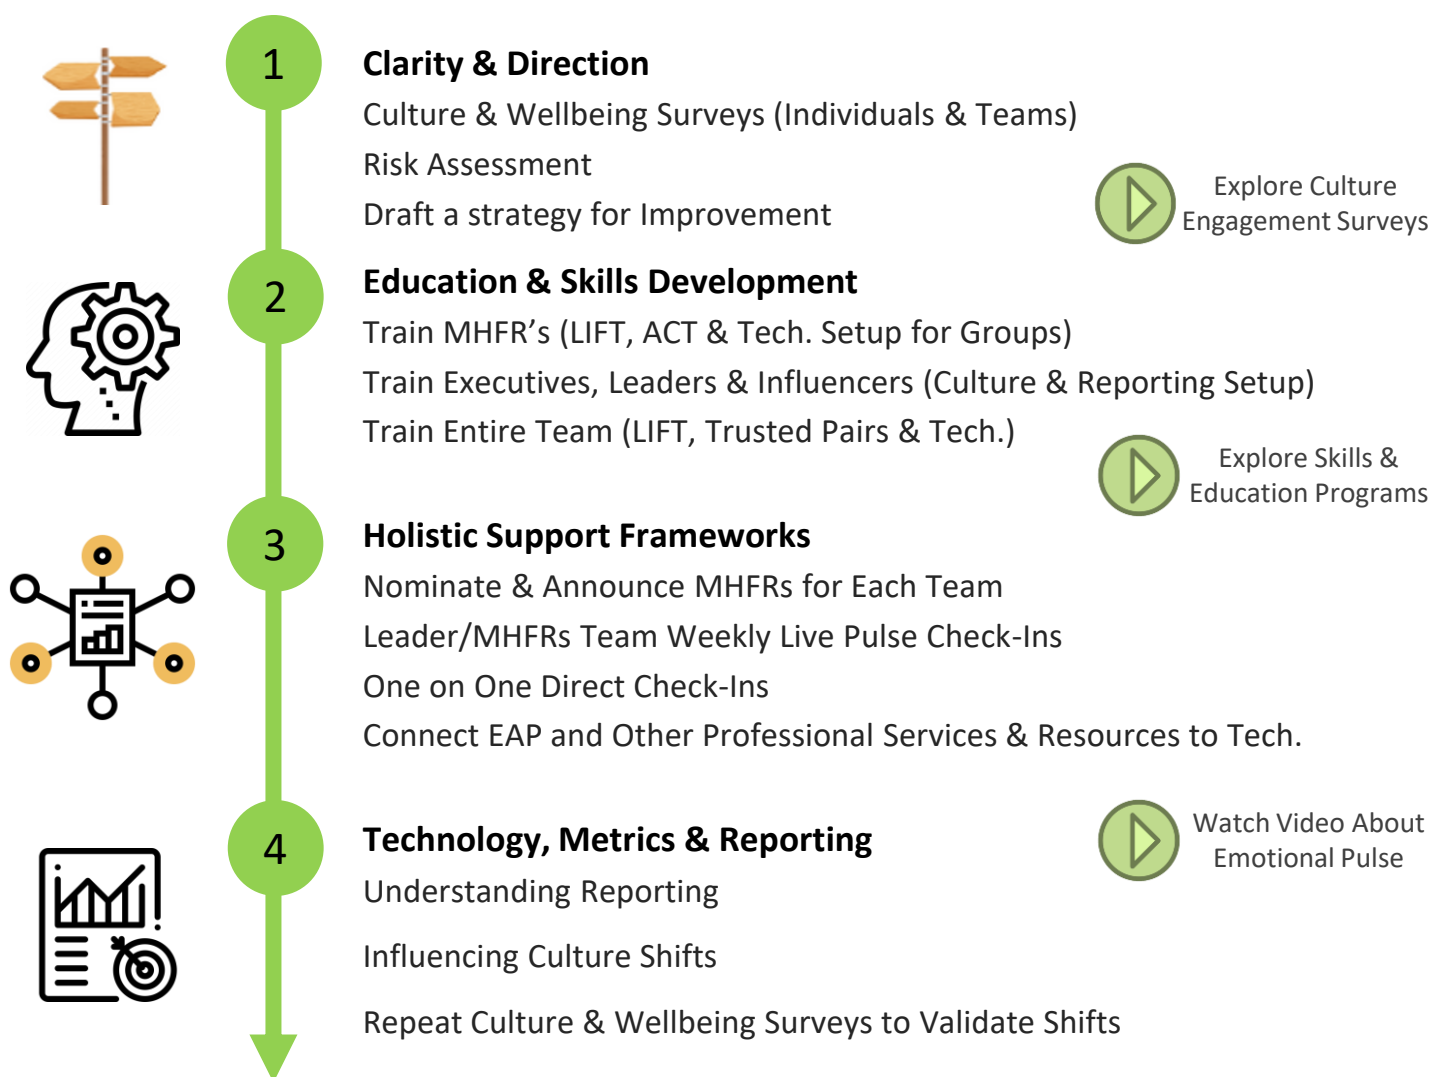 1
Clarity & Direction
Culture & Wellbeing Surveys (Individuals & Teams)
Risk Assessment
Draft a strategy for Improvement
Explore Culture
Engagement Surveys
2
Education & Skills Development
Train MHFR’s (LIFT, ACT & Tech. Setup for Groups)
Train Executives, Leaders & Influencers (Culture & Reporting Setup)
Train Entire Team (LIFT, Trusted Pairs & Tech.)
Explore Skills &
Education Programs
3
Holistic Support Frameworks
Nominate & Announce MHFRs for Each Team
Leader/MHFRs Team Weekly Live Pulse Check-Ins
One on One Direct Check-Ins
Connect EAP and Other Professional Services & Resources to Tech.
4
Technology, Metrics & Reporting
Watch Video About
Emotional Pulse
Understanding Reporting
Influencing Culture Shifts
Repeat Culture & Wellbeing Surveys to Validate Shifts